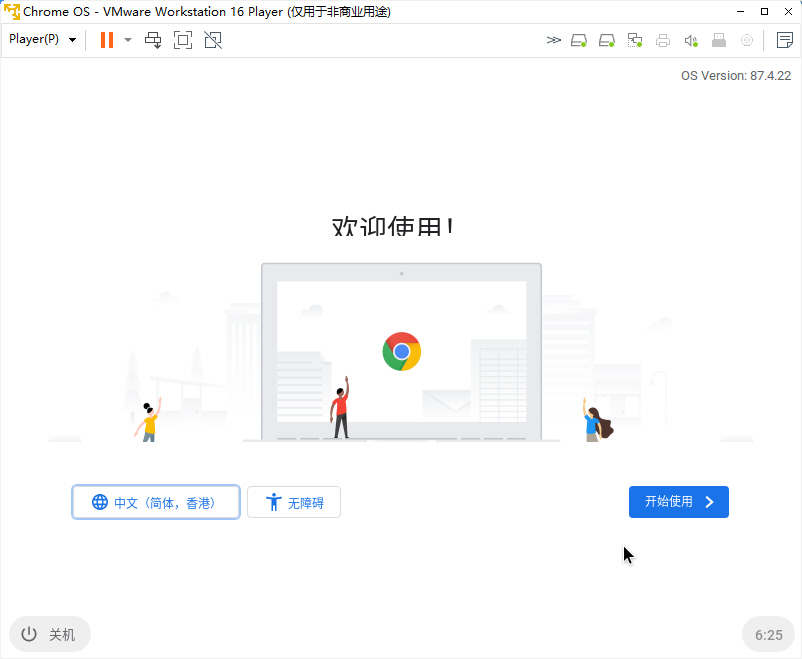 Chrome OS - VMware Workstation 16 Player (仅用于非商业用途)
Player(P)
OS Version: 87.4.22
欢迎使用!
中文（简体，香港）
无障碍
开始使用
关机
6:25